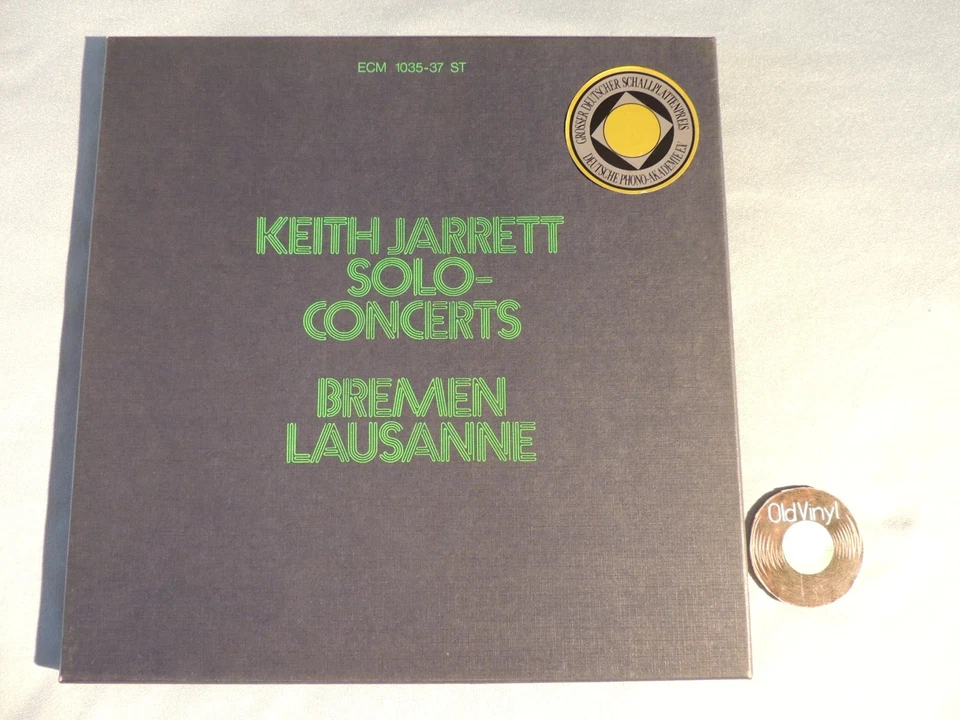 ECM 1035-37 ST
GROSSER DEUTSCHER SCHALLPLATTENPREIS
DEUTSCHE PHONO-AKADEMIE E.V.
KEITH JARRETT
SOLO-
CONCERTS
BREMEN
LAUSANNE
OldVinyl